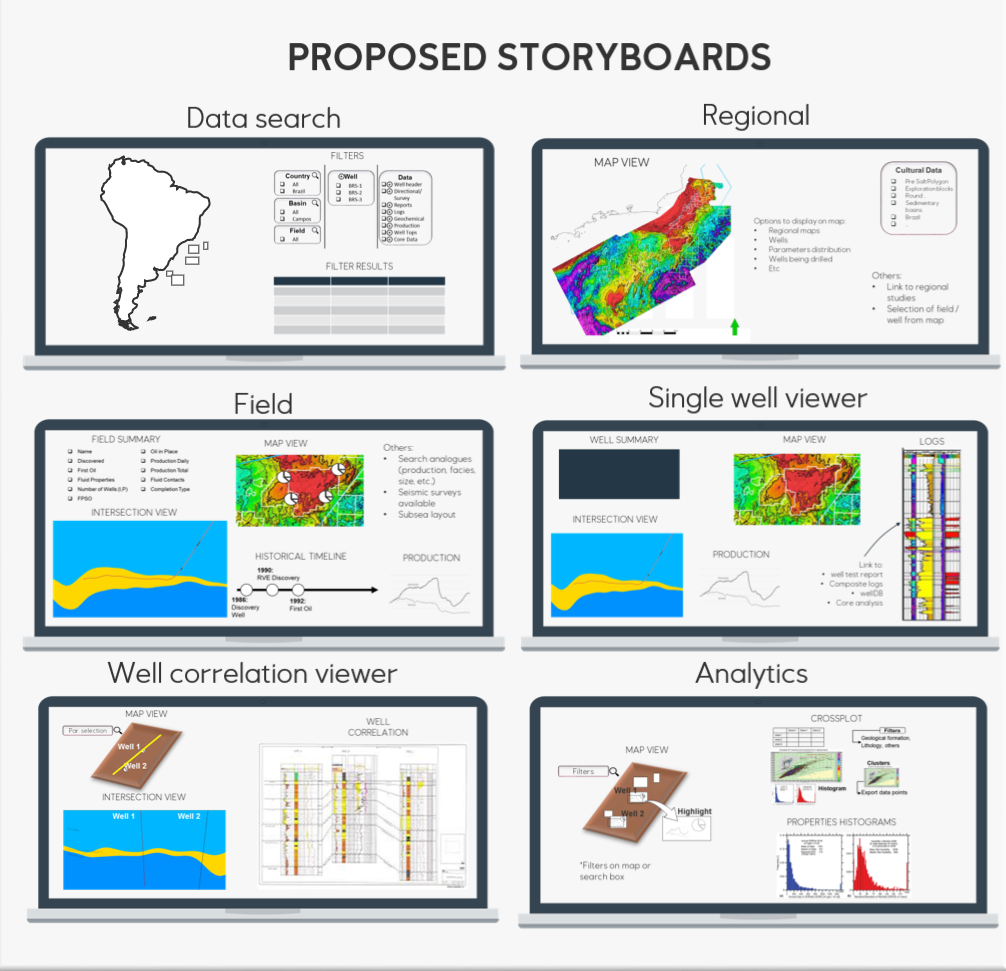 PROPOSED STORYBOARDS
Data search
FILTERS
Country
All
Brazil
Basin
All
Campos
Field
All
Well
BRS-1
BRS-2
BRS-3
Data
Well header
Directional/
Survey
Reports
Logs
Geochemical
Production
Well Tops
Core Data
FILTER RESULTS
Regional
MAP VIEW
Options to display on map:
• Regional maps
• Wells
• Parameters distribution
• Wells being drilled
• Etc
Cultural Data
Pre Salt Polygon
Exploration blocks
Round .
Sedimentary
basins
Brazil
Others:
• Link to regional
studies
• Selection of field /
well from map
Field
FIELD SUMMARY
Name
Discovered
First Oil
Fluid Properties
Number of Wells (I,P)
FPSO
Oil in Place
Production Daily
Production Total
Fluid Contacts
Completion Type
MAP VIEW
Others:
• Search analogues
(production, facies,
size, etc.)
• Seismic surveys
available
• Subsea layout
INTERSECTION VIEW
HISTORICAL TIMELINE
1990:
RVE Discovery
1986:
Discovery
Well
1992:
First Oil
PRODUCTION
Single well viewer
WELL SUMMARY
MAP VIEW
LOGS
INTERSECTION VIEW
PRODUCTION
Link to:
• well test report
• Composite logs
• wellDB
• Core analysis
Well correlation viewer
MAP VIEW
Par selection
Well 1
Well 2
INTERSECTION VIEW
Well 1 Well 2
WELL
CORRELATION
Analytics
MAP VIEW
Filters
Well 1
Well 2
Highlight
*Filters on map or
search box
CROSSPLOT
Filters
Geological formation,
Lithology, others
Clusters
Histogram
Export data points
PROPERTIES HISTOGRAMS